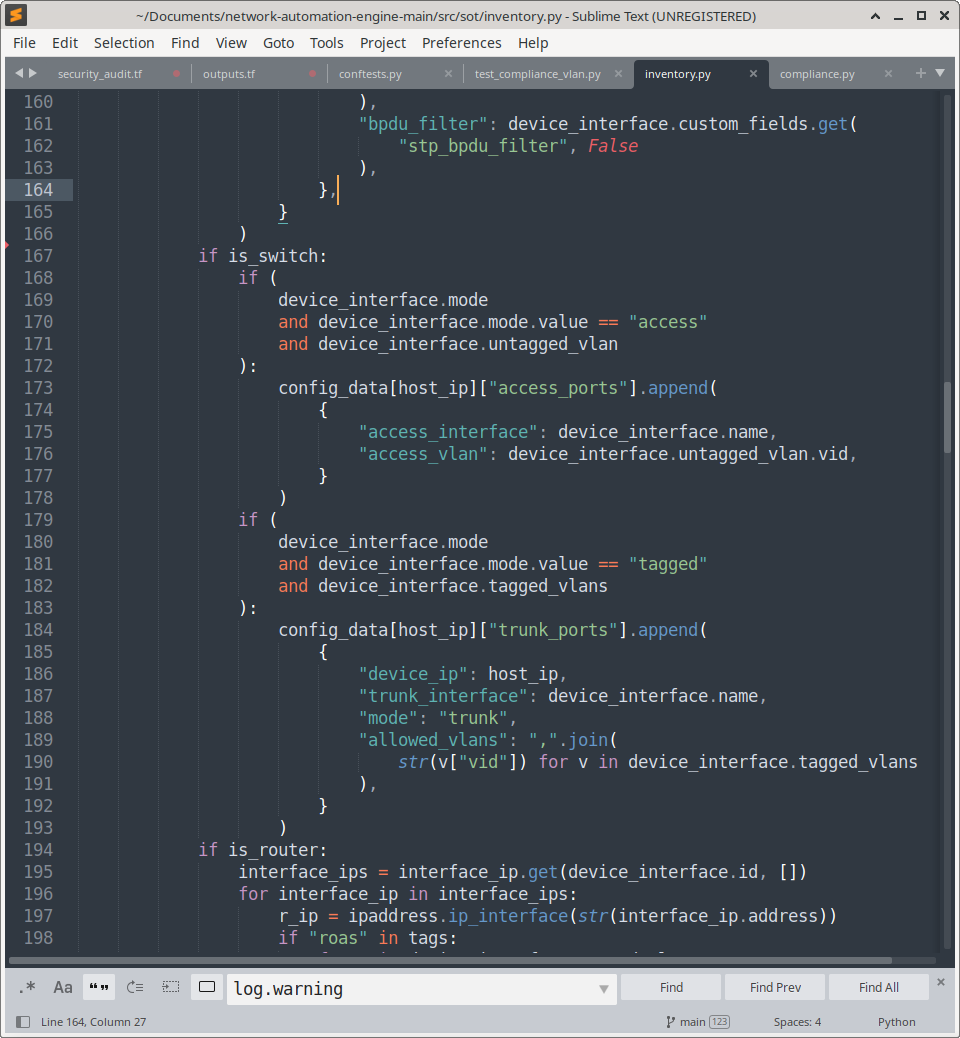 ~/Documents/network-automation-engine-main/src/sot/inventory.py - Sublime Text (UNREGISTERED)
File Edit Selection Find View Goto Tools Project Preferences Help
security_audit.tf outputs.tf conftests.py test_compliance_vlan.py inventory.py compliance.py
160 ),
161 "bpdu_filter": device_interface.custom_fields.get(
162 "stp_bpdu_filter", False
163 ),
164 },
165 }
166 )
167 if is_switch:
168 if (
169 device_interface.mode
170 and device_interface.mode.value == "access"
171 and device_interface.untagged_vlan
172 ):
173 config_data[host_ip]["access_ports"].append(
174 {
175 "access_interface": device_interface.name,
176 "access_vlan": device_interface.untagged_vlan.vid,
177 }
178 )
179 if (
180 device_interface.mode
181 and device_interface.mode.value == "tagged"
182 and device_interface.tagged_vlans
183 ):
184 config_data[host_ip]["trunk_ports"].append(
185 {
186 "device_ip": host_ip,
187 "trunk_interface": device_interface.name,
188 "mode": "trunk",
189 "allowed_vlans": ",".join(
190 str(v["vid"]) for v in device_interface.tagged_vlans
191 ),
192 }
193 )
194 if is_router:
195 interface_ips = interface_ip.get(device_interface.id, [])
196 for interface_ip in interface_ips:
197 r_ip = ipaddress.ip_interface(str(interface_ip.address))
198 if "roas" in tags:
.* Aa “” log.warning Find Find Prev Find All
Line 164, Column 27 main 123 Spaces: 4 Python